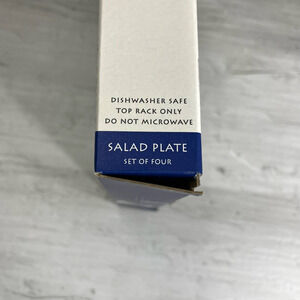 DISHWASHER SAFE
TOP RACK ONLY
DO NOT MICROWAVE
SALAD PLATE
SET OF FOUR